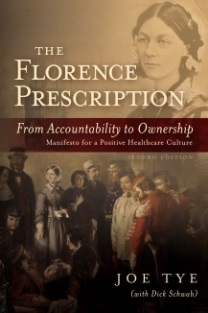 THE
FLORENCE
PRESCRIPTION
From Accountability to Ownership
Manifesto for a Positive Healthcare Culture
SECOND EDITION
JOE TYE
(with Dick Schwab)